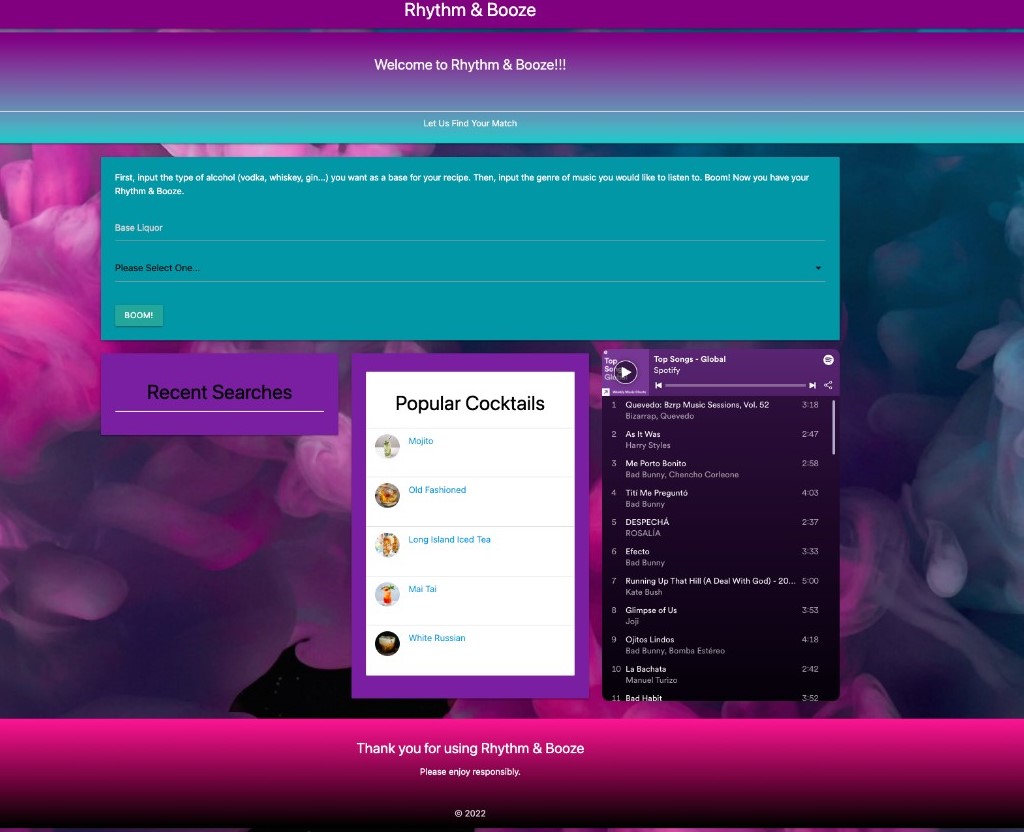 Rhythm & Booze
Welcome to Rhythm & Booze!!!
Let Us Find Your Match
First, input the type of alcohol (vodka, whiskey, gin...) you want as a base for your recipe. Then, input the genre of music you would like to listen to. Boom! Now you have your
Rhythm & Booze.
Base Liquor
Please Select One...
BOOM!
Recent Searches
Popular Cocktails
Mojito
Old Fashioned
Long Island Iced Tea
Mai Tai
White Russian
Top Songs - Global
Spotify
1 Quevedo: Bzrp Music Sessions, Vol. 52 3:18
Bizarrap, Quevedo
2 As It Was 2:47
Harry Styles
3 Me Porto Bonito 2:58
Bad Bunny, Chencho Corleone
4 Tití Me Preguntó 4:03
Bad Bunny
5 DESPECHÁ 2:37
ROSALÍA
6 Efecto 3:33
Bad Bunny
7 Running Up That Hill (A Deal With God) - 20... 5:00
Kate Bush
8 Glimpse of Us 3:53
Joji
9 Ojitos Lindos 4:18
Bad Bunny, Bomba Estéreo
10 La Bachata 2:42
Manuel Turizo
11 Bad Habit 3:52
Thank you for using Rhythm & Booze
Please enjoy responsibly.
© 2022